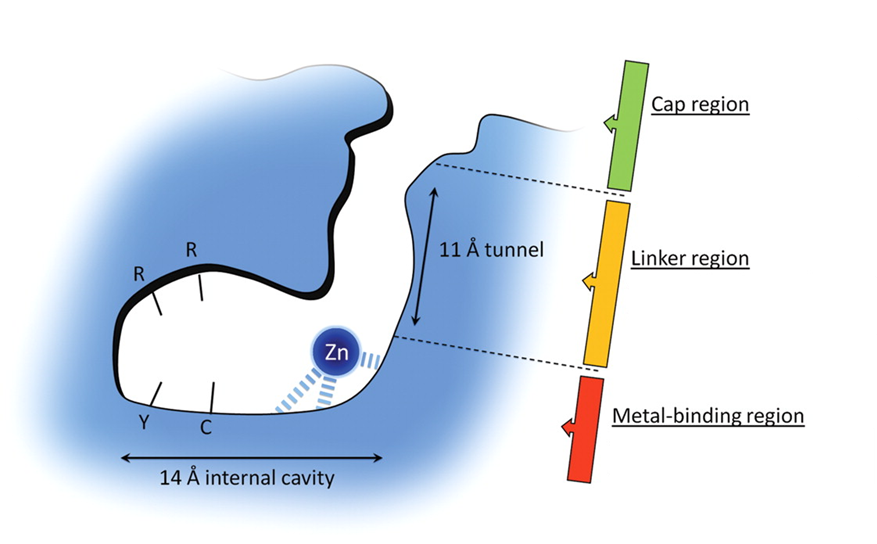 Cap region
R
R
11 Å tunnel
Linker region
Zn
Metal-binding region
Y
C
14 Å internal cavity